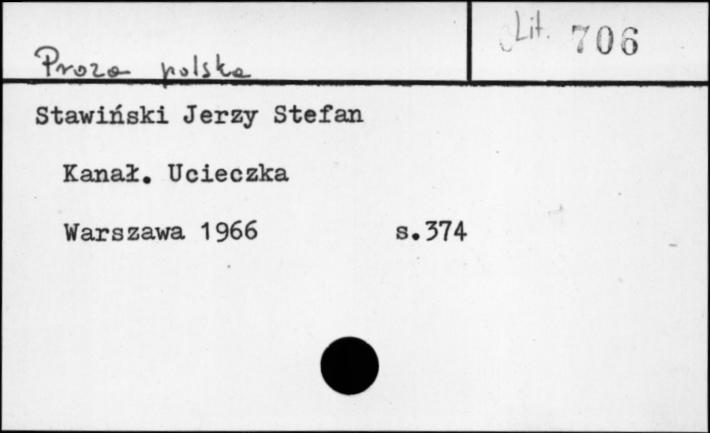 Lit. 706
Proza polska
Stawiński Jerzy Stefan
Kanał. Ucieczka
Warszawa 1966 s.374